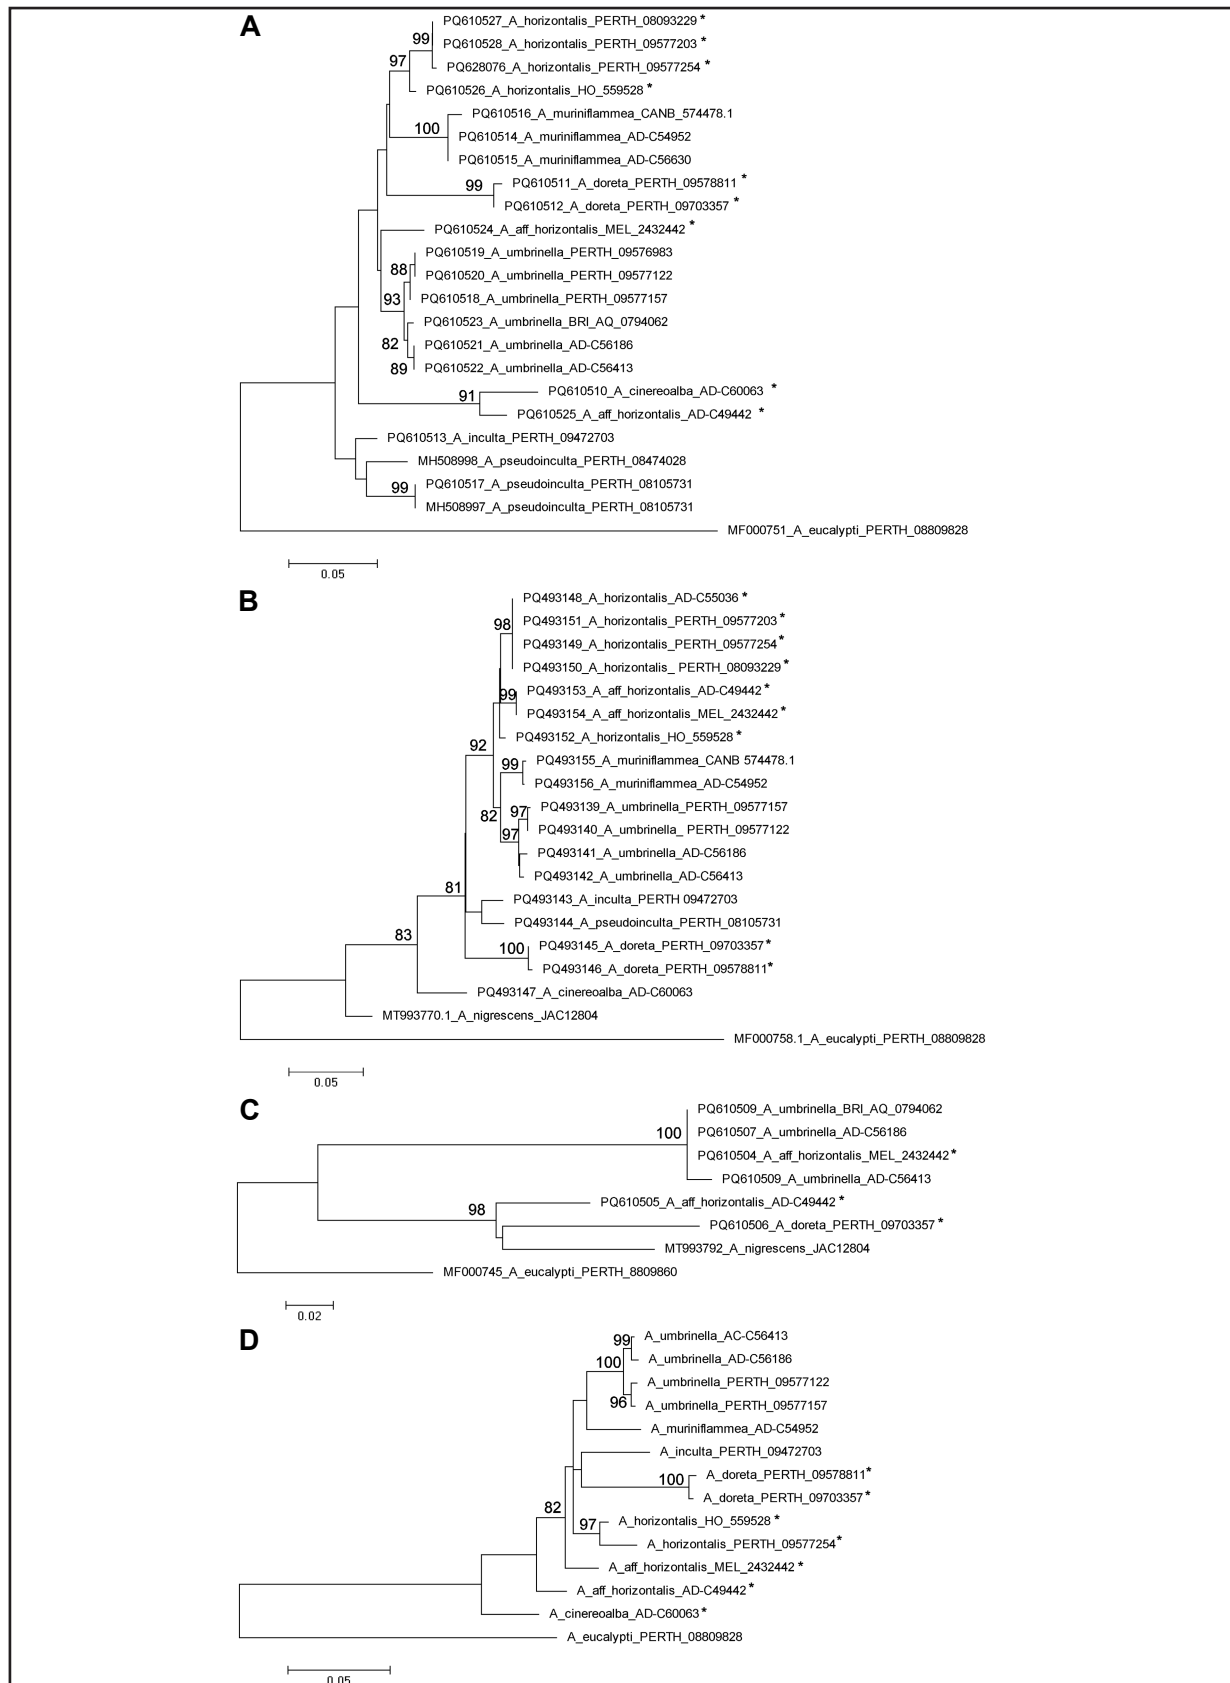 A
PQ610527_A_horizontalis_PERTH_08093229 *
99
PQ610528_A_horizontalis_PERTH_09577203 *
97
PQ628076_A_horizontalis_PERTH_09577254 *
PQ610526_A_horizontalis_HO_559528 *
PQ610516_A_muriniflammea_CANB_574478.1
100
PQ610514_A_muriniflammea_AD-C54952
PQ610515_A_muriniflammea_AD-C56630
99
PQ610511_A_doreta_PERTH_09578811 *
PQ610512_A_doreta_PERTH_09703357 *
PQ610524_A_aff_horizontalis_MEL_2432442 *
PQ610519_A_umbrinella_PERTH_09576983
88
PQ610520_A_umbrinella_PERTH_09577122
93
PQ610518_A_umbrinella_PERTH_09577157
PQ610523_A_umbrinella_BRI_AQ_0794062
82
PQ610521_A_umbrinella_AD-C56186
89
PQ610522_A_umbrinella_AD-C56413
91
PQ610510_A_cinereoalba_AD-C60063 *
PQ610525_A_aff_horizontalis_AD-C49442 *
PQ610513_A_inculta_PERTH_09472703
MH508998_A_pseudoinculta_PERTH_08474028
99
PQ610517_A_pseudoinculta_PERTH_08105731
MH508997_A_pseudoinculta_PERTH_08105731
MF000751_A_eucalypti_PERTH_08809828
0.05
B
PQ493148_A_horizontalis_AD-C55036 *
98
PQ493151_A_horizontalis_PERTH_09577203 *
PQ493149_A_horizontalis_PERTH_09577254 *
PQ493150_A_horizontalis_ PERTH_08093229 *
99
PQ493153_A_aff_horizontalis_AD-C49442 *
PQ493154_A_aff_horizontalis_MEL_2432442 *
PQ493152_A_horizontalis_HO_559528 *
92
PQ493155_A_muriniflammea_CANB 574478.1
99
PQ493156_A_muriniflammea_AD-C54952
82
PQ493139_A_umbrinella_PERTH_09577157
97
PQ493140_A_umbrinella_ PERTH_09577122
97
PQ493141_A_umbrinella_AD-C56186
PQ493142_A_umbrinella_AD-C56413
81
PQ493143_A_inculta_PERTH 09472703
PQ493144_A_pseudoinculta_PERTH_08105731
83
100
PQ493145_A_doreta_PERTH_09703357 *
PQ493146_A_doreta_PERTH_09578811 *
PQ493147_A_cinereoalba_AD-C60063
MT993770.1_A_nigrescens_JAC12804
MF000758.1_A_eucalypti_PERTH_08809828
0.05
C
PQ610509_A_umbrinella_BRI_AQ_0794062
100
PQ610507_A_umbrinella_AD-C56186
PQ610504_A_aff_horizontalis_MEL_2432442 *
PQ610509_A_umbrinella_AD-C56413
98
PQ610505_A_aff_horizontalis_AD-C49442 *
PQ610506_A_doreta_PERTH_09703357 *
MT993792_A_nigrescens_JAC12804
MF000745_A_eucalypti_PERTH_8809860
0.02
D
99
A_umbrinella_AC-C56413
100
A_umbrinella_AD-C56186
A_umbrinella_PERTH_09577122
96
A_umbrinella_PERTH_09577157
A_muriniflammea_AD-C54952
A_inculta_PERTH_09472703
100
A_doreta_PERTH_09578811 *
A_doreta_PERTH_09703357 *
82
97
A_horizontalis_HO_559528 *
A_horizontalis_PERTH_09577254 *
A_aff_horizontalis_MEL_2432442 *
A_aff_horizontalis_AD-C49442 *
A_cinereoalba_AD-C60063 *
A_eucalypti_PERTH_08809828
0.05